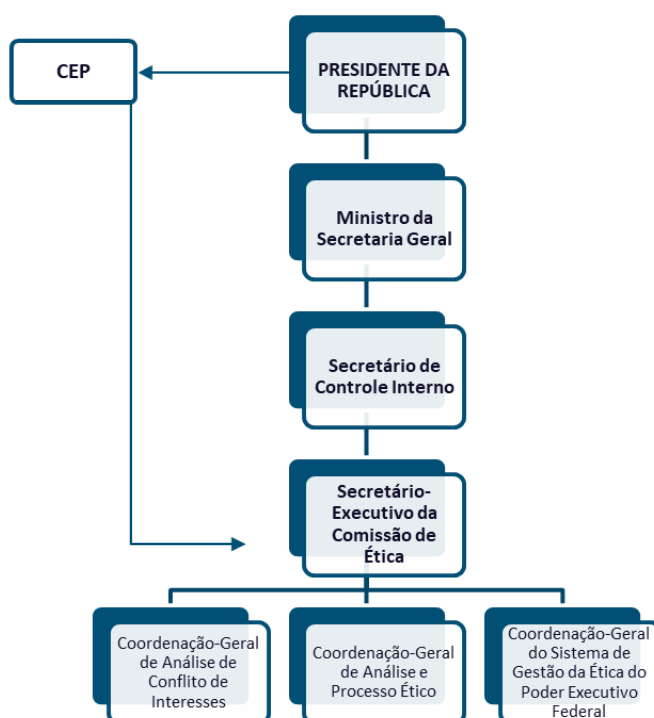 CEP
PRESIDENTE DA
REPÚBLICA
Ministro da
Secretaria Geral
Secretário de
Controle Interno
Secretário-
Executivo da
Comissão de
Ética
Coordenação-Geral
de Análise de
Conflito de
Interesses
Coordenação-Geral
de Análise e
Processo Ético
Coordenação-Geral
do Sistema de
Gestão da Ética do
Poder Executivo
Federal